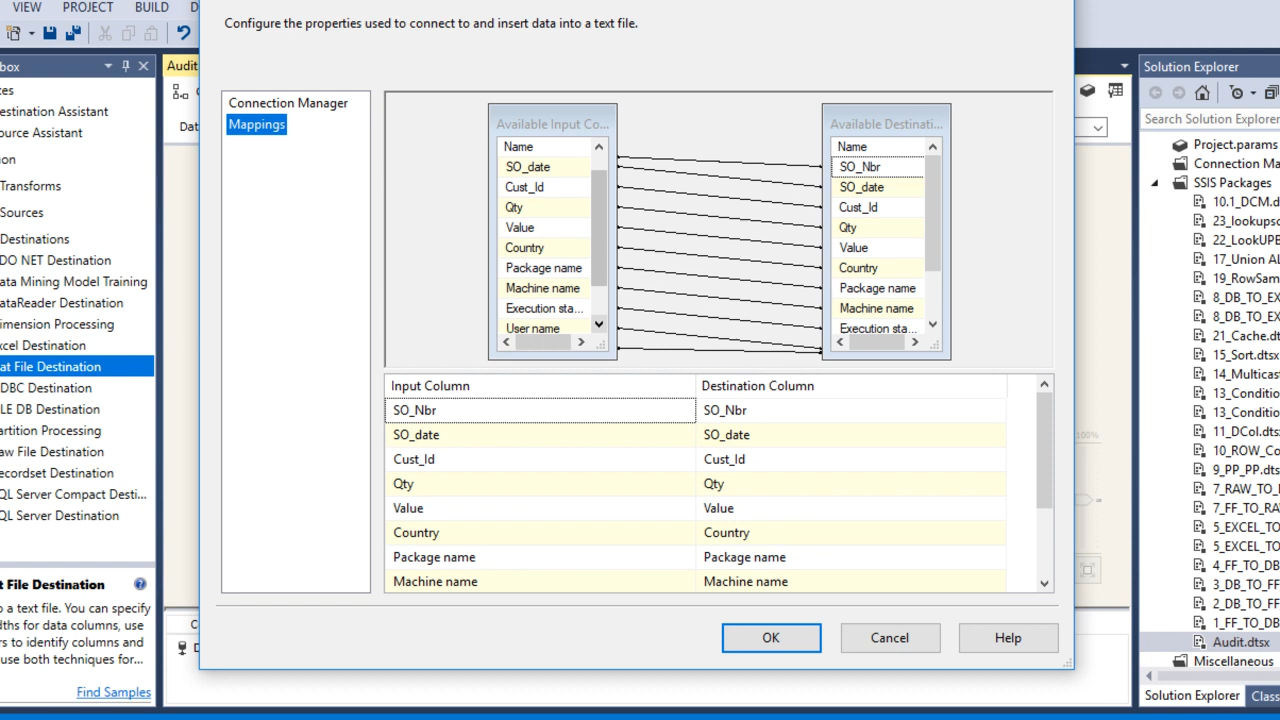 VIEW PROJECT BUILD D
Configure the properties used to connect to and insert data into a text file.
box
Audit
Solution Explorer
Search Solution Explorer
es
estination Assistant
ource Assistant
on
Transforms
Sources
Destinations
DO NET Destination
ata Mining Model Training
ataReader Destination
imension Processing
xcel Destination
at File Destination
DBC Destination
LE DB Destination
artition Processing
aw File Destination
ecordset Destination
QL Server Compact Desti...
QL Server Destination
t File Destination
o a text file. You can specify
dths for data columns, use
rs to identify columns and
use both techniques for...
Find Samples
Dat
Connection Manager
Mappings
Available Input Co...
Name
SO_date
Cust_Id
Qty
Value
Country
Package name
Machine name
Execution sta...
User name
Available Destinati...
Name
SO_Nbr
SO_date
Cust_Id
Qty
Value
Country
Package name
Machine name
Execution sta...
Input Column Destination Column
SO_Nbr SO_Nbr
SO_date SO_date
Cust_Id Cust_Id
Qty Qty
Value Value
Country Country
Package name Package name
Machine name Machine name
OK Cancel Help
100%
Project.params
Connection Ma
SSIS Packages
10.1_DCM.d
23_lookupsc
22_LookUPE
17_Union AL
19_RowSam
8_DB_TO_EX
8_DB_TO_EX
21_Cache.dt
15_Sort.dtsx
14_Multicas
13_Conditio
13_Conditio
11_DCol.dts
10_ROW_Co
9_PP_PP.dts
7_RAW_TO_
7_FF_TO_RA
5_EXCEL_TO
5_EXCEL_TO
4_FF_TO_DB
3_DB_TO_FF
2_DB_TO_FF
1_FF_TO_DB
Audit.dtsx
Miscellaneous
Solution Explorer Class